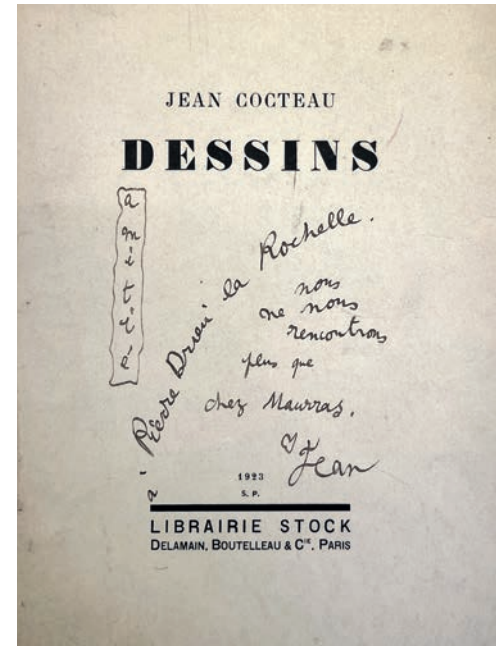 JEAN COCTEAU
DESSINS
à Pierre Drieu la Rochelle.
nous
ne nous
rencontrons
plus que
chez Maurras.
Jean
1923
S. P.
LIBRAIRIE STOCK
DELAMAIN, BOUTELLEAU & Cie. PARIS